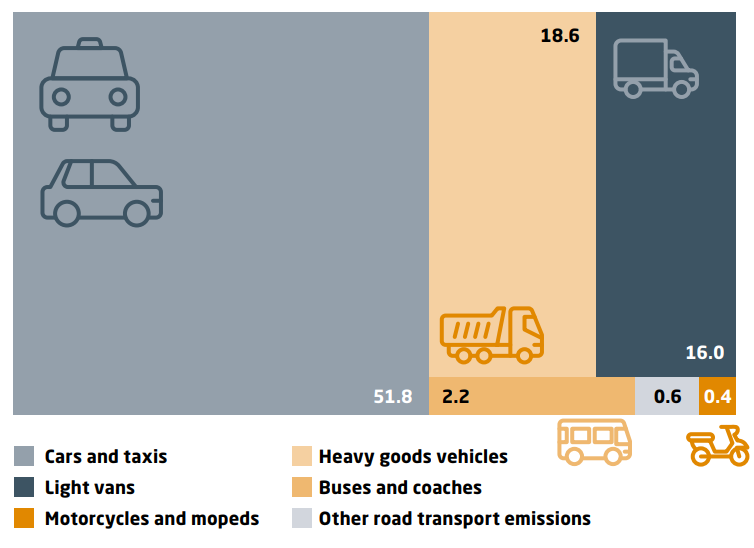 18.6
16.0
51.8
2.2
0.6
0.4
Cars and taxis
Heavy goods vehicles
Light vans
Buses and coaches
Motorcycles and mopeds
Other road transport emissions